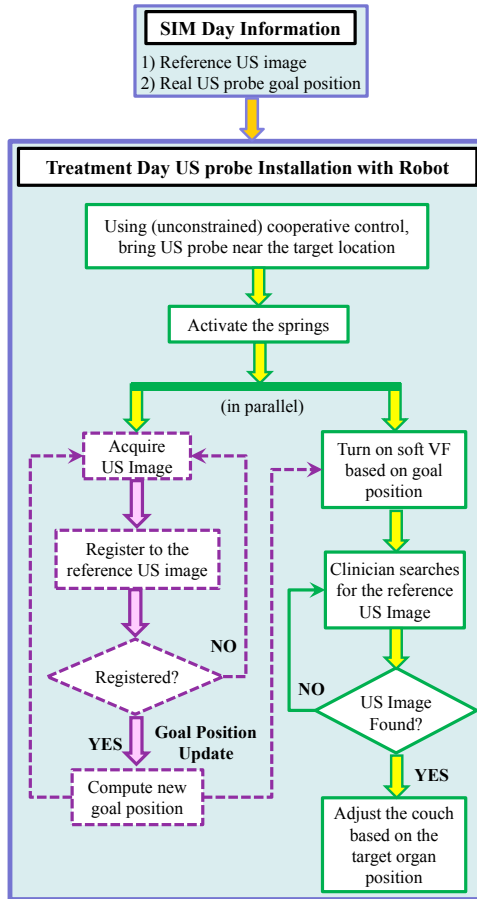 SIM Day Information
1) Reference US image
2) Real US probe goal position
Treatment Day US probe Installation with Robot
Using (unconstrained) cooperative control,
bring US probe near the target location
Activate the springs
(in parallel)
Acquire
US Image
Register to the
reference US image
Registered?
NO
YES
Goal Position
Update
Compute new
goal position
Turn on soft VF
based on goal
position
Clinician searches
for the reference
US Image
NO
US Image
Found?
YES
Adjust the couch
based on the
target organ
position